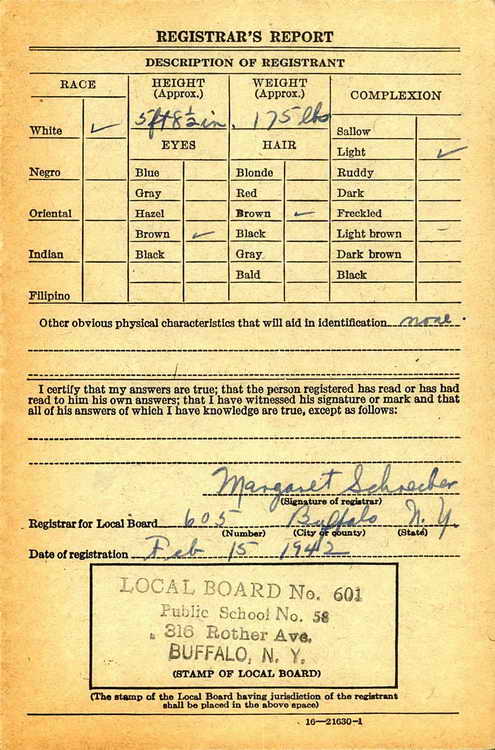 REGISTRAR'S REPORT
DESCRIPTION OF REGISTRANT
RACE
HEIGHT (Approx.)
WEIGHT (Approx.)
COMPLEXION
5 ft 8 1/2 in.
175 lbs
White ✓
EYES
HAIR
Sallow
Light ✓
Negro
Blue
Blonde
Ruddy
Gray
Red
Dark
Oriental
Hazel
Brown ✓
Freckled
Brown ✓
Black
Light brown
Indian
Black
Gray
Dark brown
Bald
Black
Filipino
Other obvious physical characteristics that will aid in identification none.
I certify that my answers are true; that the person registered has read or has had
read to him his own answers; that I have witnessed his signature or mark and that
all of his answers of which I have knowledge are true, except as follows:
Margaret Schrecher
(Signature of registrar)
Registrar for Local Board 605 Buffalo N. Y.
(Number) (City or county) (State)
Date of registration Feb 15 1942
LOCAL BOARD No. 601
Public School No. 58
316 Rother Ave.
BUFFALO, N. Y.
(STAMP OF LOCAL BOARD)
(The stamp of the Local Board having jurisdiction of the registrant
shall be placed in the above space)
16—21630-1